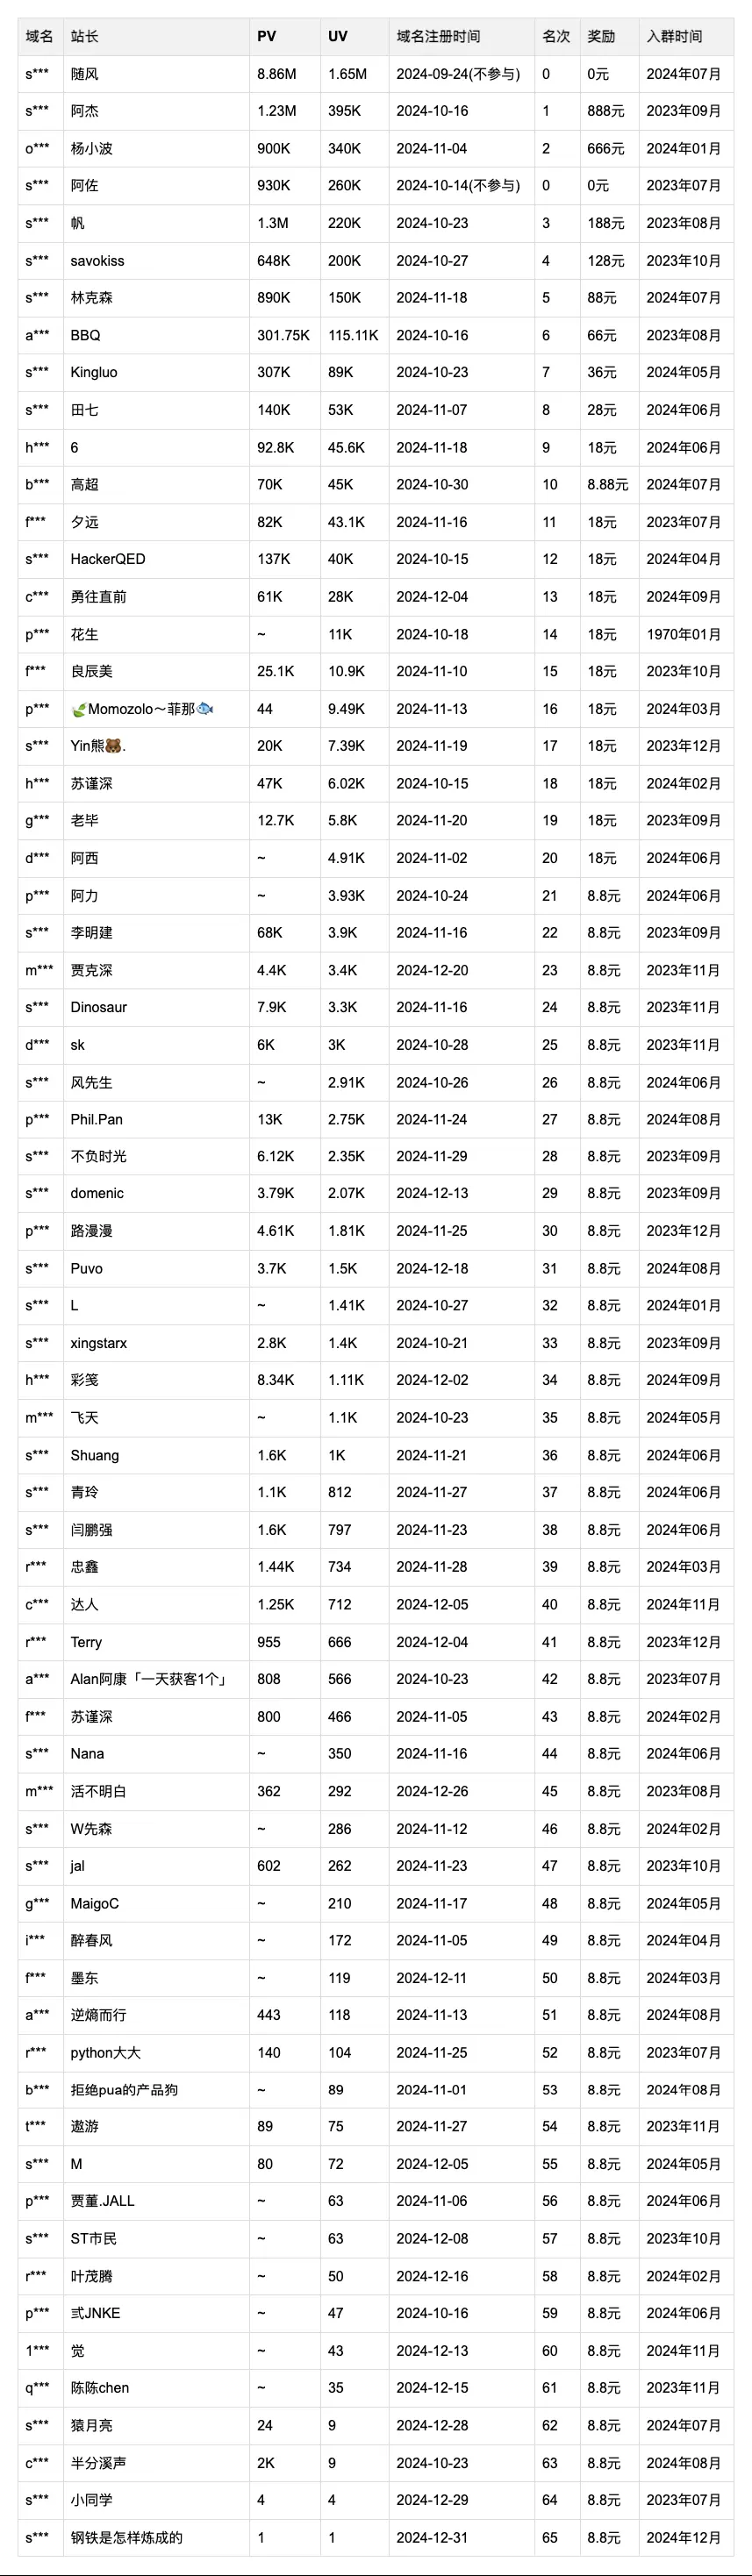 域名 站长 PV UV 域名注册时间 名次 奖励 入群时间
s*** 随风 8.86M 1.65M 2024-09-24(不参与) 0 0元 2024年07月
s*** 阿杰 1.23M 395K 2024-10-16 1 888元 2023年09月
o*** 杨小波 900K 340K 2024-11-04 2 666元 2024年01月
s*** 阿佐 930K 260K 2024-10-14(不参与) 0 0元 2023年07月
s*** 帆 1.3M 220K 2024-10-23 3 188元 2023年08月
s*** savokiss 648K 200K 2024-10-27 4 128元 2023年10月
s*** 林克森 890K 150K 2024-11-18 5 88元 2024年07月
a*** BBQ 301.75K 115.11K 2024-10-16 6 66元 2023年08月
s*** Kingluo 307K 89K 2024-10-23 7 36元 2024年05月
s*** 田七 140K 53K 2024-11-07 8 28元 2024年06月
h*** 6 92.8K 45.6K 2024-11-18 9 18元 2024年06月
b*** 高超 70K 45K 2024-10-30 10 8.88元 2024年07月
f*** 夕远 82K 43.1K 2024-11-16 11 18元 2023年07月
s*** HackerQED 137K 40K 2024-10-15 12 18元 2024年04月
c*** 勇往直前 61K 28K 2024-12-04 13 18元 2024年09月
p*** 花生 ~ 11K 2024-10-18 14 18元 1970年01月
f*** 良辰美 25.1K 10.9K 2024-11-10 15 18元 2023年10月
p*** 🍃Momozolo～菲那🐟 44 9.49K 2024-11-13 16 18元 2024年03月
s*** Yin熊🐻. 20K 7.39K 2024-11-19 17 18元 2023年12月
h*** 苏谨深 47K 6.02K 2024-10-15 18 18元 2024年02月
g*** 老毕 12.7K 5.8K 2024-11-20 19 18元 2023年09月
d*** 阿西 ~ 4.91K 2024-11-02 20 18元 2024年06月
p*** 阿力 ~ 3.93K 2024-10-24 21 8.8元 2024年06月
s*** 李明建 68K 3.9K 2024-11-16 22 8.8元 2023年09月
m*** 贾克深 4.4K 3.4K 2024-12-20 23 8.8元 2023年11月
s*** Dinosaur 7.9K 3.3K 2024-11-16 24 8.8元 2023年11月
d*** sk 6K 3K 2024-10-28 25 8.8元 2023年11月
s*** 风先生 ~ 2.91K 2024-10-26 26 8.8元 2024年06月
p*** Phil.Pan 13K 2.75K 2024-11-24 27 8.8元 2024年08月
s*** 不负时光 6.12K 2.35K 2024-11-29 28 8.8元 2023年09月
s*** domenic 3.79K 2.07K 2024-12-13 29 8.8元 2023年09月
p*** 路漫漫 4.61K 1.81K 2024-11-25 30 8.8元 2023年12月
s*** Puvo 3.7K 1.5K 2024-12-18 31 8.8元 2024年08月
s*** L ~ 1.41K 2024-10-27 32 8.8元 2024年01月
s*** xingstarx 2.8K 1.4K 2024-10-21 33 8.8元 2023年09月
h*** 彩笺 8.34K 1.11K 2024-12-02 34 8.8元 2024年09月
m*** 飞天 ~ 1.1K 2024-10-23 35 8.8元 2024年05月
s*** Shuang 1.6K 1K 2024-11-21 36 8.8元 2024年06月
s*** 青玲 1.1K 812 2024-11-27 37 8.8元 2024年06月
s*** 闫鹏强 1.6K 797 2024-11-23 38 8.8元 2024年06月
r*** 忠鑫 1.44K 734 2024-11-28 39 8.8元 2024年03月
c*** 达人 1.25K 712 2024-12-05 40 8.8元 2024年11月
r*** Terry 955 666 2024-12-04 41 8.8元 2023年12月
a*** Alan阿康「一天获客1个」 808 566 2024-10-23 42 8.8元 2023年07月
f*** 苏谨深 800 466 2024-11-05 43 8.8元 2024年02月
s*** Nana ~ 350 2024-11-16 44 8.8元 2024年06月
m*** 活不明白 362 292 2024-12-26 45 8.8元 2023年08月
s*** W先森 ~ 286 2024-11-12 46 8.8元 2024年02月
s*** jal 602 262 2024-11-23 47 8.8元 2023年10月
g*** MaigoC ~ 210 2024-11-17 48 8.8元 2024年05月
i*** 醉春风 ~ 172 2024-11-05 49 8.8元 2024年04月
f*** 墨东 ~ 119 2024-12-11 50 8.8元 2024年03月
a*** 逆熵而行 443 118 2024-11-13 51 8.8元 2024年08月
r*** python大大 140 104 2024-11-25 52 8.8元 2023年07月
b*** 拒绝pua的产品狗 ~ 89 2024-11-01 53 8.8元 2024年08月
t*** 遨游 89 75 2024-11-27 54 8.8元 2023年11月
s*** M 80 72 2024-12-05 55 8.8元 2024年05月
p*** 贾董.JALL ~ 63 2024-11-06 56 8.8元 2024年06月
s*** ST市民 ~ 63 2024-12-08 57 8.8元 2023年10月
r*** 叶茂腾 ~ 50 2024-12-16 58 8.8元 2024年02月
p*** 弎JNKE ~ 47 2024-10-16 59 8.8元 2024年06月
1*** 觉 ~ 43 2024-12-13 60 8.8元 2024年11月
q*** 陈陈chen ~ 35 2024-12-15 61 8.8元 2023年11月
s*** 猿月亮 24 9 2024-12-28 62 8.8元 2024年07月
c*** 半分溪声 2K 9 2024-10-23 63 8.8元 2024年08月
s*** 小同学 4 4 2024-12-29 64 8.8元 2023年07月
s*** 钢铁是怎样炼成的 1 1 2024-12-31 65 8.8元 2024年12月